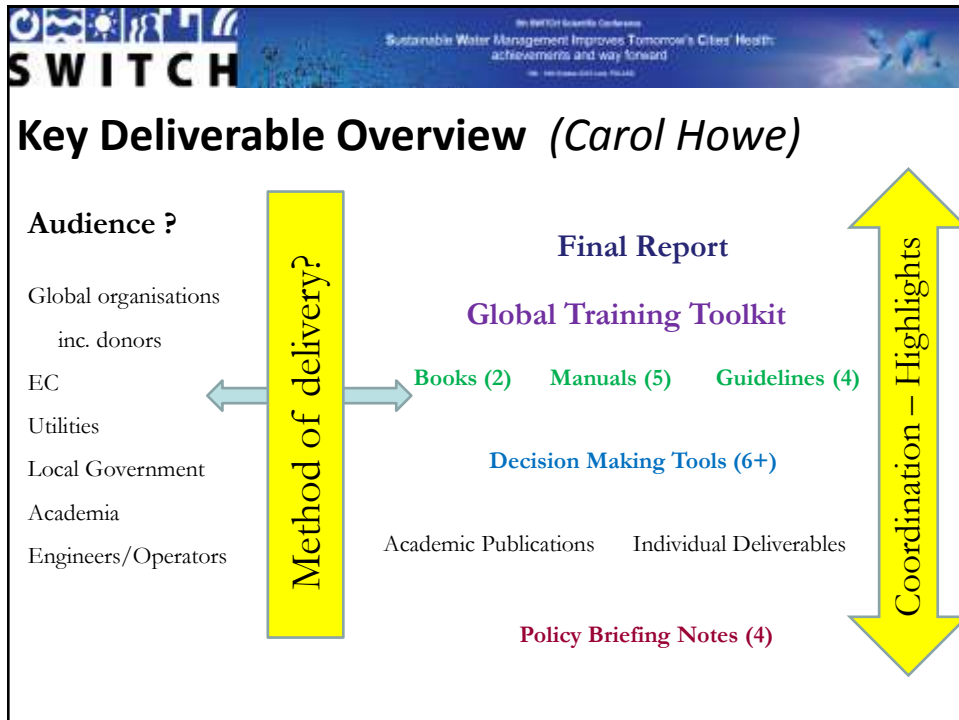 SWITCH
Sustainable Water Management Improves Tomorrow's Cities' Health:
achievements and way forward
Key Deliverable Overview (Carol Howe)
Audience ?
Global organisations
inc. donors
EC
Utilities
Local Government
Academia
Engineers/Operators
Method of delivery?
Final Report
Global Training Toolkit
Books (2) Manuals (5) Guidelines (4)
Decision Making Tools (6+)
Academic Publications Individual Deliverables
Policy Briefing Notes (4)
Coordination – Highlights